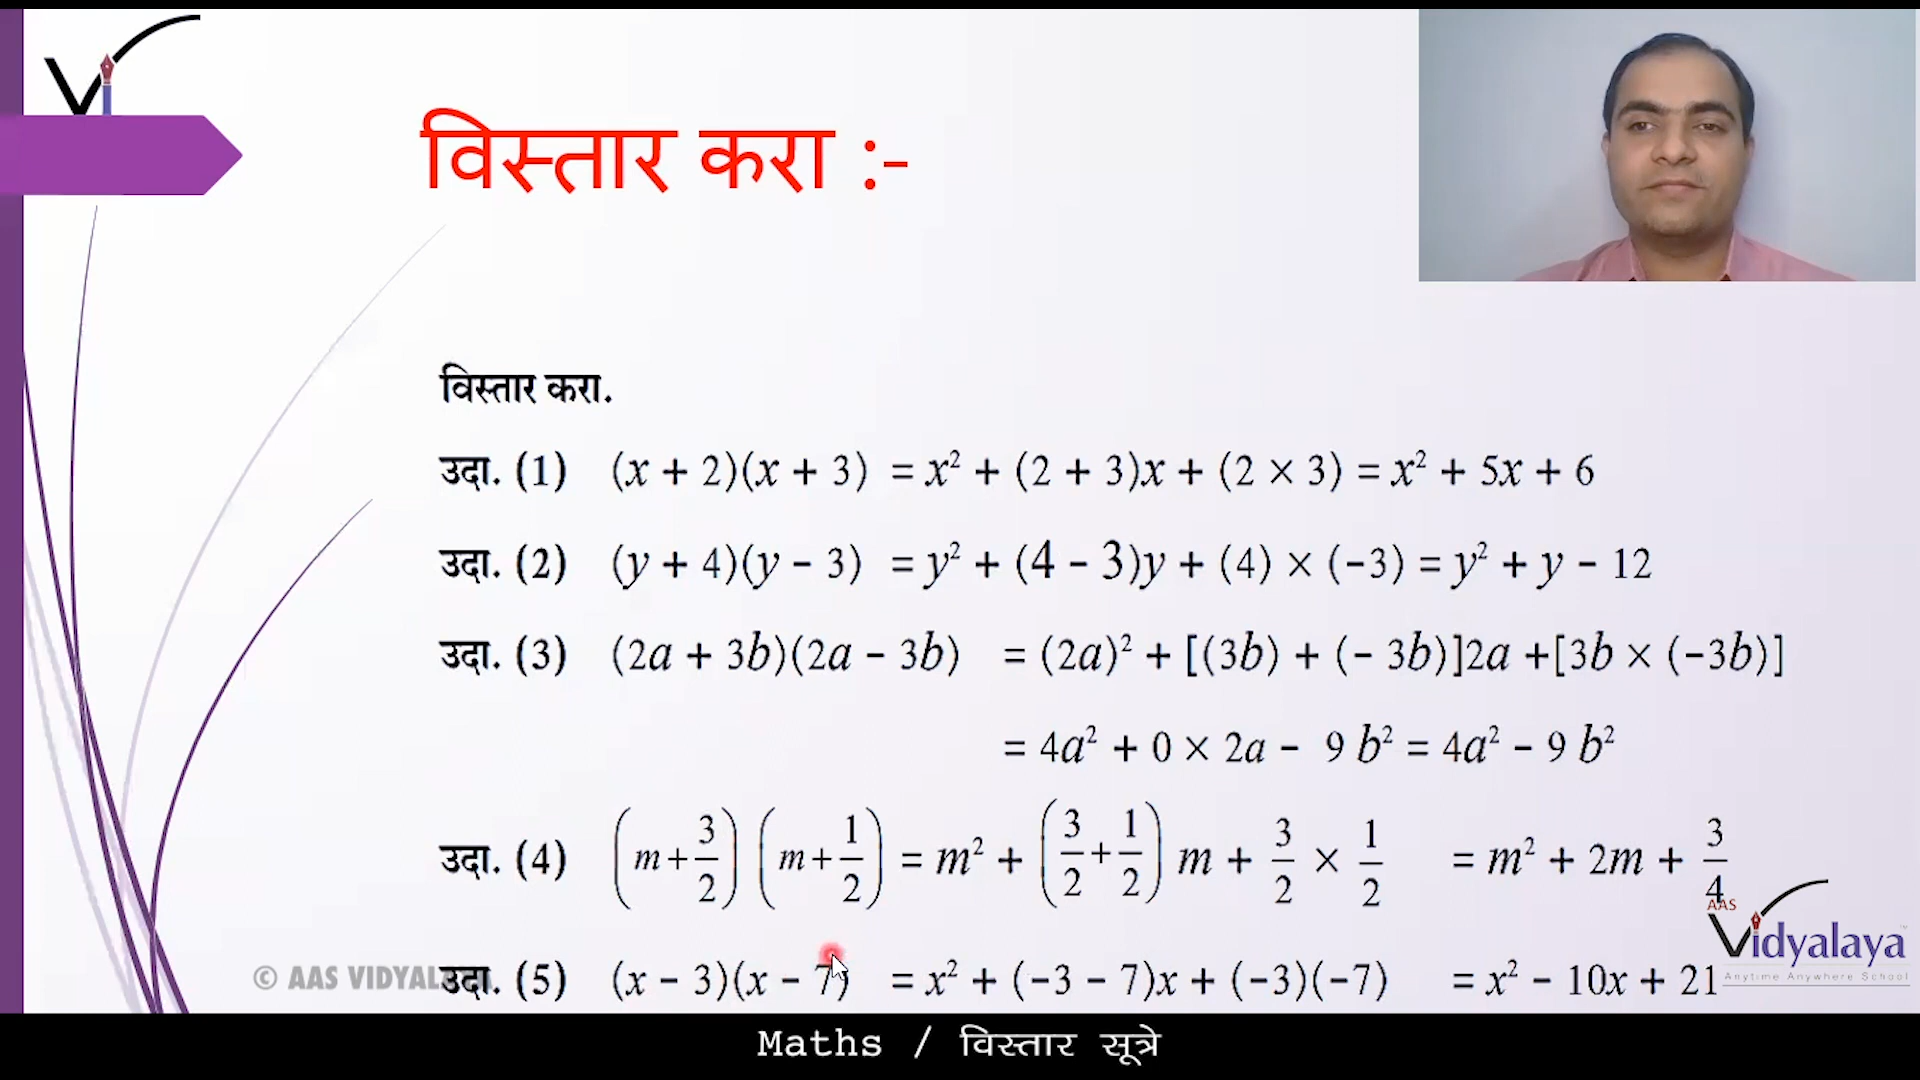 Vi
विस्तार करा :-
विस्तार करा.
उदा. (1) (x + 2)(x + 3) = x² + (2 + 3)x + (2 × 3) = x² + 5x + 6
उदा. (2) (y + 4)(y − 3) = y² + (4 − 3)y + (4) × (−3) = y² + y − 12
उदा. (3) (2a + 3b)(2a − 3b) = (2a)² + [(3b) + (− 3b)]2a +[3b × (−3b)]
= 4a² + 0 × 2a − 9 b² = 4a² − 9 b²
उदा. (4) (m+3/2) (m+1/2) = m² + (3/2+1/2) m + 3/2 × 1/2 = m² + 2m + 3/4
AAS
Vidyalaya
Anytime Anywhere School
उदा. (5) (x − 3)(x − 7) = x² + (−3 − 7)x + (−3)(−7) = x² − 10x + 21
© AAS VIDYALAYA
Maths / विस्तार सूत्रे